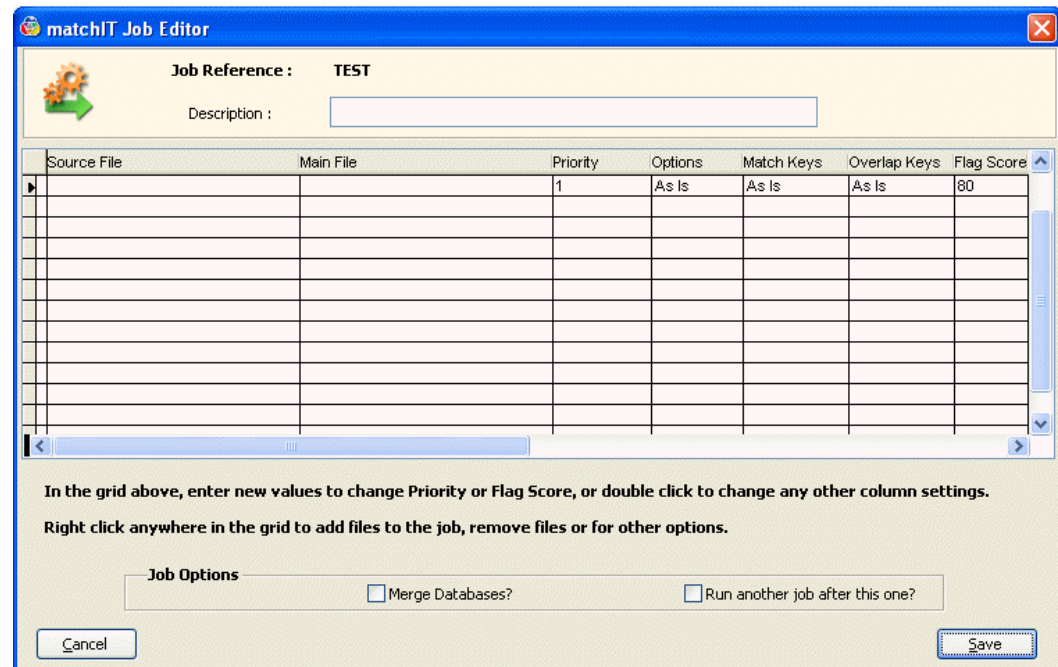 matchIT Job Editor
Job Reference : TEST
Description :
Source File Main File Priority Options Match Keys Overlap Keys Flag Score
1 As Is As Is As Is 80
In the grid above, enter new values to change Priority or Flag Score, or double click to change any other column settings.
Right click anywhere in the grid to add files to the job, remove files or for other options.
Job Options
Merge Databases? Run another job after this one?
Cancel Save